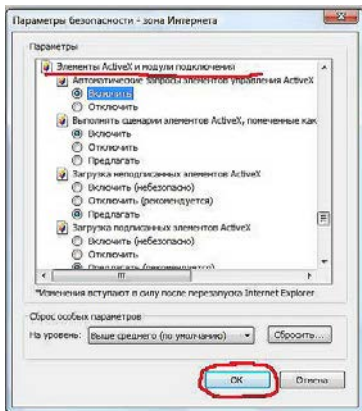 Параметры безопасности - зона Интернета
Параметры
Элементы ActiveX и модули подключения
Автоматические запросы элементов управления ActiveX
Включить
Отключить
Выполнять сценарии элементов ActiveX, помеченные как
Включить
Отключить
Предлагать
Загрузка неподписанных элементов ActiveX
Включить (небезопасно)
Отключить (рекомендуется)
Предлагать
Загрузка подписанных элементов ActiveX
Включить (небезопасно)
Отключить
Предлагать (рекомендуется)
*Изменения вступают в силу после перезапуска Internet Explorer
Сброс особых параметров
На уровень: Выше среднего (по умолчанию) Сбросить...
ОК Отмена